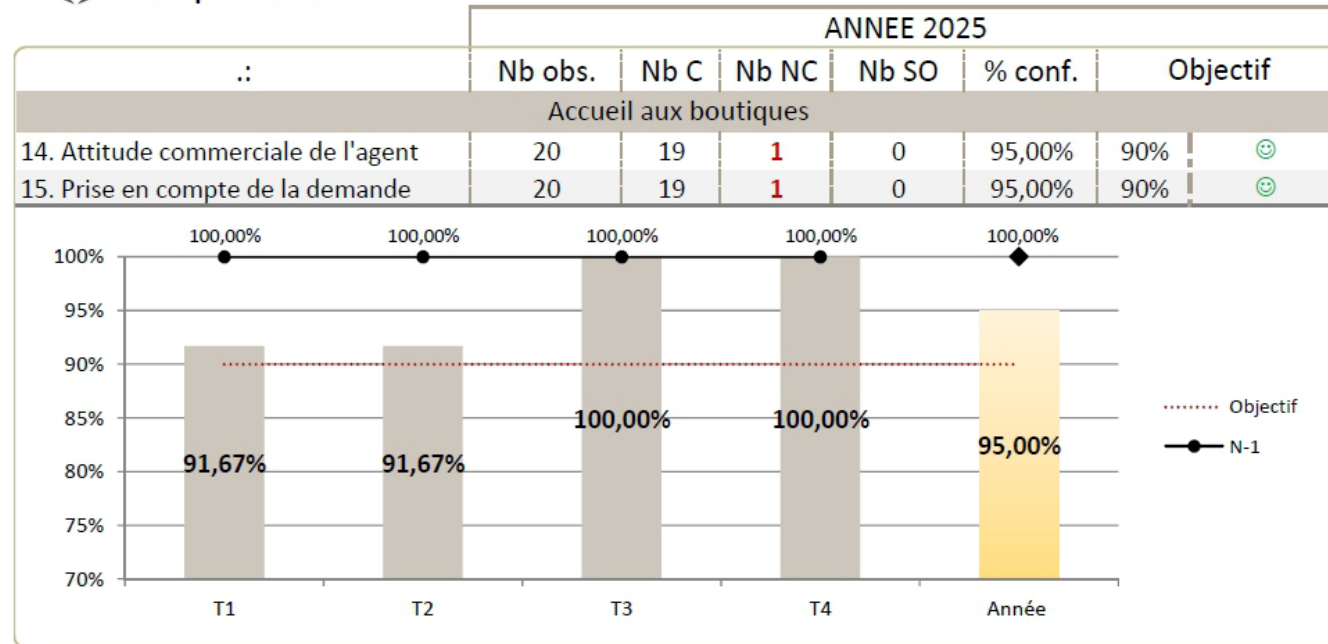 ANNEE 2025
.: Nb obs. Nb C Nb NC Nb SO % conf. Objectif
Accueil aux boutiques
14. Attitude commerciale de l'agent 20 19 1 0 95,00% 90% ☺
15. Prise en compte de la demande 20 19 1 0 95,00% 90% ☺
100,00% 100,00% 100,00% 100,00% 100,00%
100%
95%
90%
85%
80%
75%
70%
91,67% 91,67% 100,00% 100,00% 95,00%
Objectif
N-1
T1 T2 T3 T4 Année